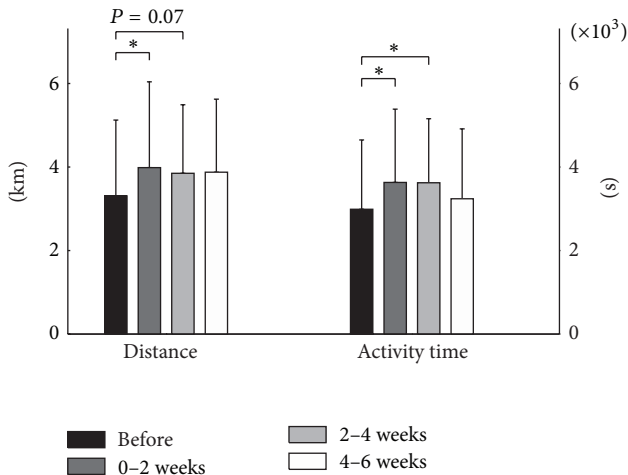 P = 0.07
(×10³)
*
*
*
6
6
4
4
(km)
(s)
2
2
0
0
Distance
Activity time
Before
2–4 weeks
0–2 weeks
4–6 weeks